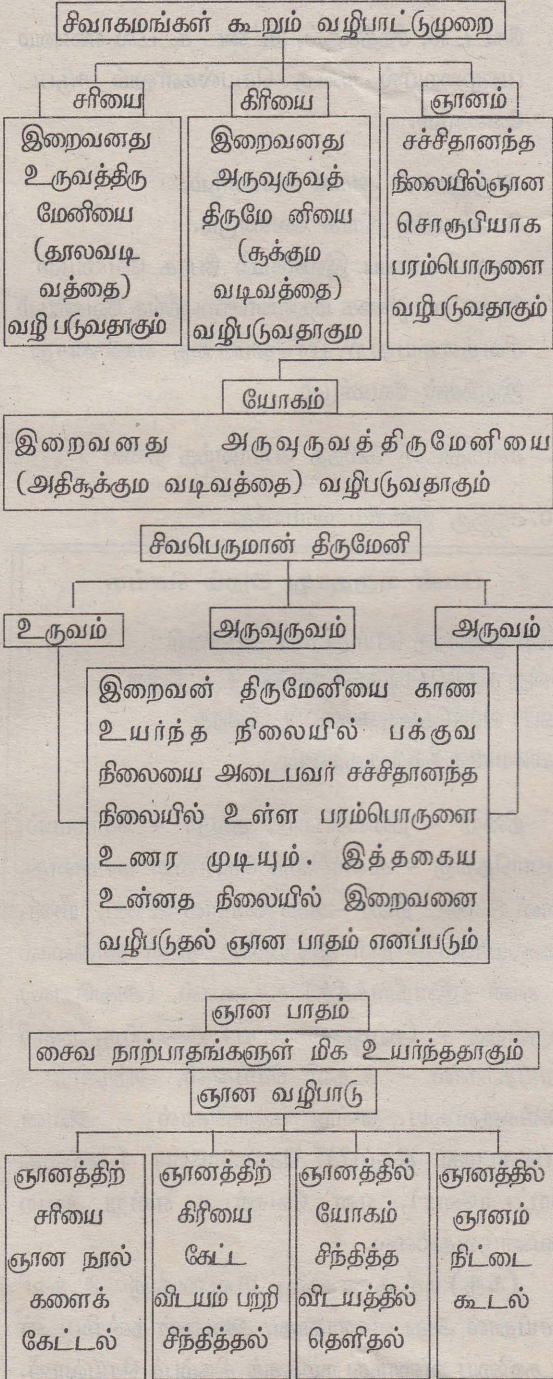 சிவாகமங்கள் கூறும் வழிபாட்டுமுறை
சரியை
இறைவனது
உருவத்திரு
மேனியை
(தூலவடி
வத்தை)
வழி படுவதாகும்
கிரியை
இறைவனது
அருவுருவத்
திருமே னியை
(சூக்கும
வடிவத்தை)
வழிபடுவதாகும
ஞானம்
சச்சிதானந்த
நிலையில்ஞான
சொரூபியாக
பரம்பொருளை
வழிபடுவதாகும்
யோகம்
இறைவனது அருவுருவத்திருமேனியை
(அதிசூக்கும வடிவத்தை) வழிபடுவதாகும்
சிவபெருமான் திருமேனி
உருவம்
அருவுருவம்
அருவம்
இறைவன் திருமேனியை காண
உயர்ந்த நிலையில் பக்குவ
நிலையை அடைபவர் சச்சிதானந்த
நிலையில் உள்ள பரம்பொருளை
உணர முடியும். இத்தகைய
உன்னத நிலையில் இறைவனை
வழிபடுதல் ஞான பாதம் எனப்படும்
ஞான பாதம்
சைவ நாற்பாதங்களுள் மிக உயர்ந்ததாகும்
ஞான வழிபாடு
ஞானத்திற்
சரியை
ஞான நூல்
களைக்
கேட்டல்
ஞானத்திற்
கிரியை
கேட்ட
விடயம் பற்றி
சிந்தித்தல்
ஞானத்தில்
யோகம்
சிந்தித்த
விடயத்தில்
தெளிதல்
ஞானத்தில்
ஞானம்
நிட்டை
கூடல்